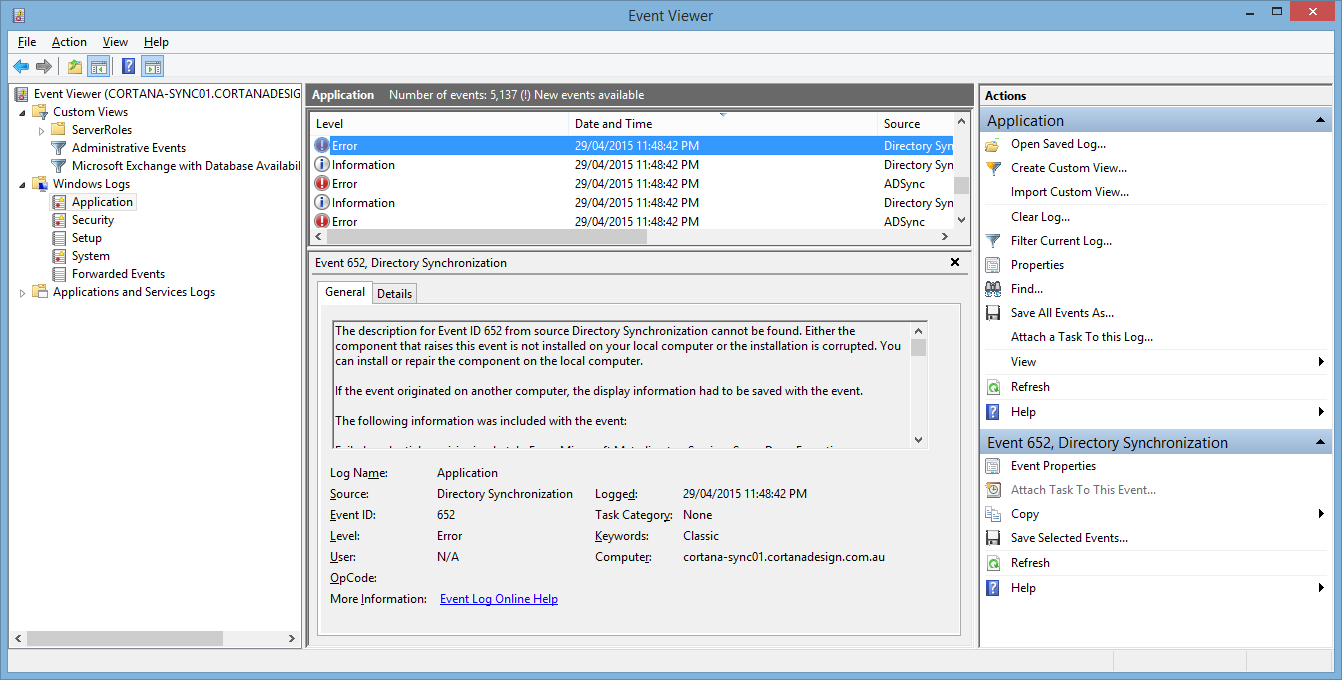 Event Viewer
File Action View Help
Event Viewer (CORTANA-SYNC01.CORTANADESIG
Custom Views
ServerRoles
Administrative Events
Microsoft Exchange with Database Availabil
Windows Logs
Application
Security
Setup
System
Forwarded Events
Applications and Services Logs
Application Number of events: 5,137 (!) New events available
Level Date and Time Source
Error 29/04/2015 11:48:42 PM Directory Syn
Information 29/04/2015 11:48:42 PM Directory Syn
Error 29/04/2015 11:48:42 PM ADSync
Information 29/04/2015 11:48:42 PM Directory Syn
Error 29/04/2015 11:48:42 PM ADSync
Event 652, Directory Synchronization
General Details
The description for Event ID 652 from source Directory Synchronization cannot be found. Either the
component that raises this event is not installed on your local computer or the installation is corrupted. You
can install or repair the component on the local computer.
If the event originated on another computer, the display information had to be saved with the event.
The following information was included with the event:
Log Name: Application
Source: Directory Synchronization Logged: 29/04/2015 11:48:42 PM
Event ID: 652 Task Category: None
Level: Error Keywords: Classic
User: N/A Computer: cortana-sync01.cortanadesign.com.au
OpCode:
More Information: Event Log Online Help
Actions
Application
Open Saved Log...
Create Custom View...
Import Custom View...
Clear Log...
Filter Current Log...
Properties
Find...
Save All Events As...
Attach a Task To this Log...
View
Refresh
Help
Event 652, Directory Synchronization
Event Properties
Attach Task To This Event...
Copy
Save Selected Events...
Refresh
Help